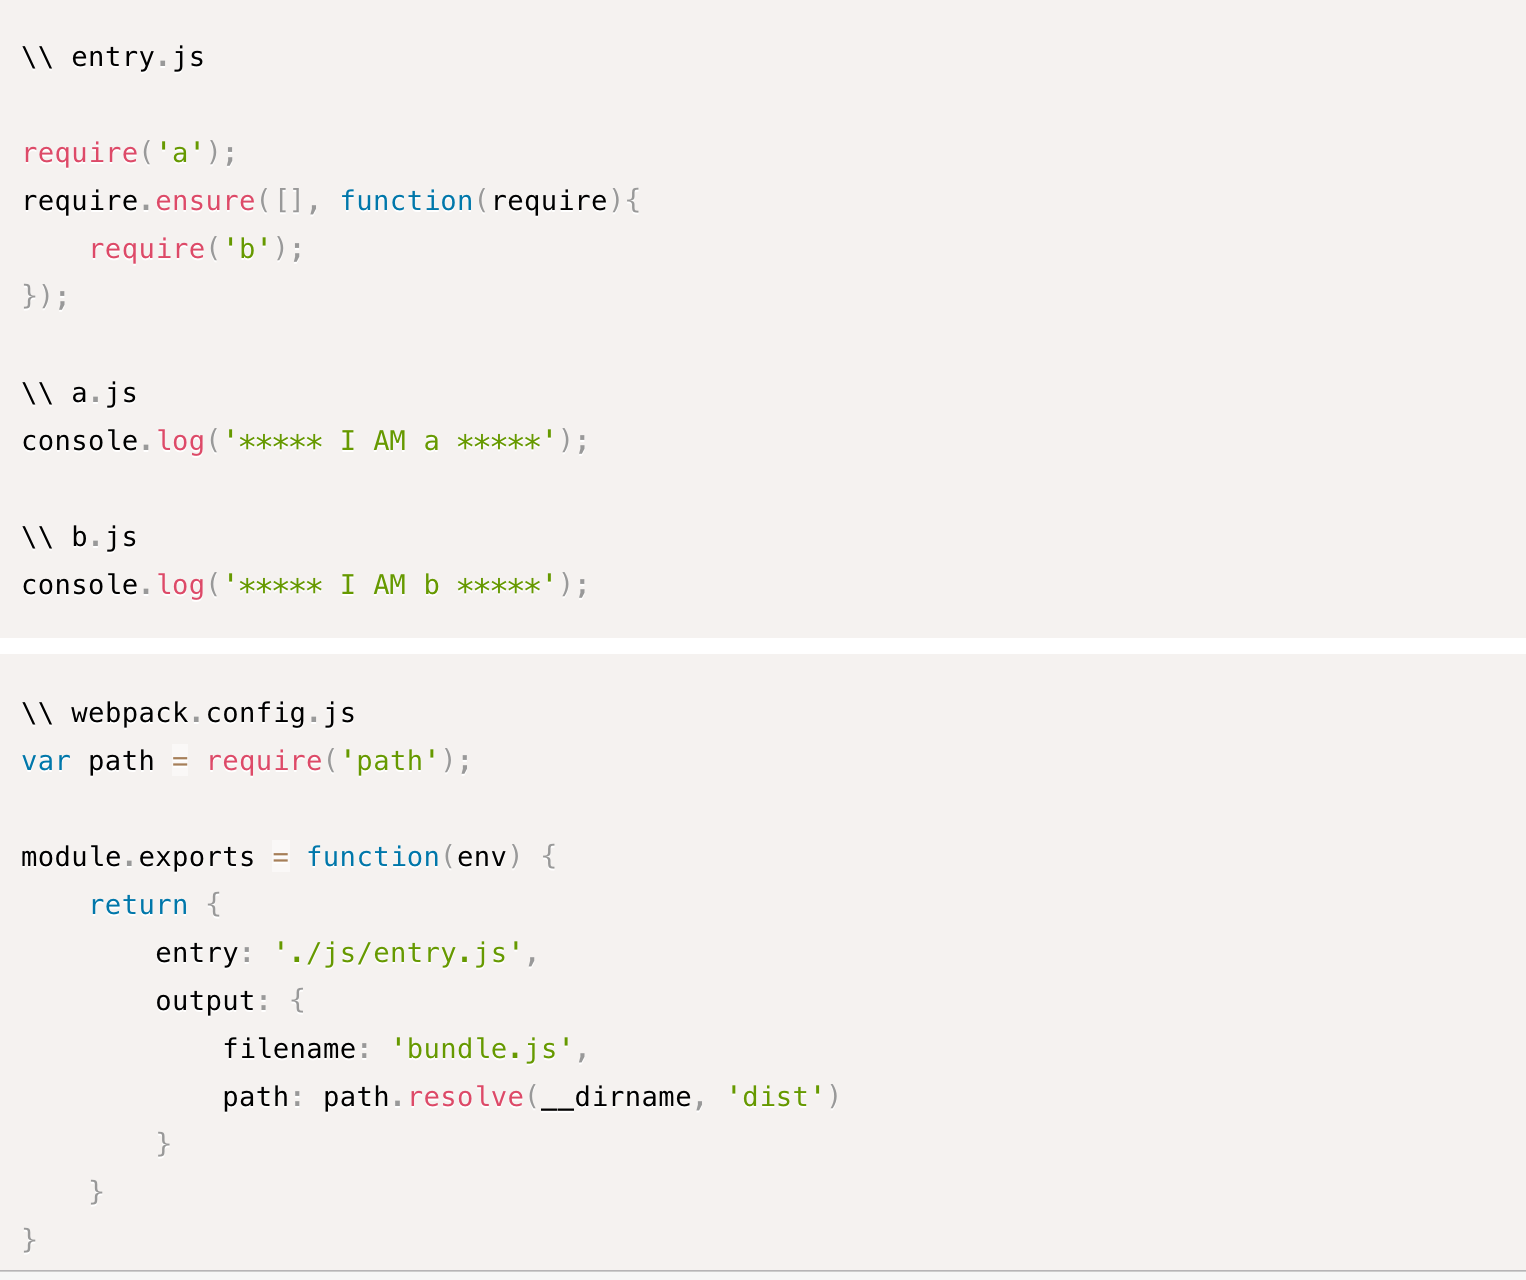 \\ entry.js
require('a');
require.ensure([], function(require){
    require('b');
});
\\ a.js
console.log('***** I AM a *****');
\\ b.js
console.log('***** I AM b *****');
\\ webpack.config.js
var path = require('path');
module.exports = function(env) {
    return {
        entry: './js/entry.js',
        output: {
            filename: 'bundle.js',
            path: path.resolve(__dirname, 'dist')
        }
    }
}